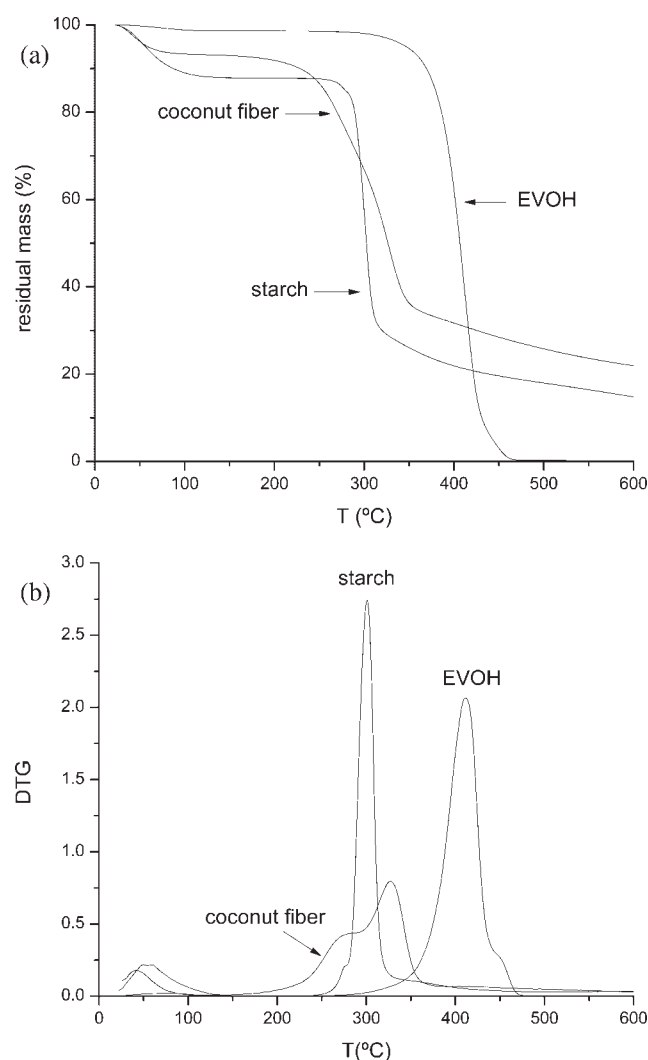 (a)
100
80
60
40
20
0
residual mass (%)
coconut fiber
EVOH
starch
0 100 200 300 400 500 600
T (ºC)
(b)
3.0
2.5
2.0
1.5
1.0
0.5
0.0
DTG
starch
EVOH
coconut fiber
0 100 200 300 400 500 600
T(ºC)